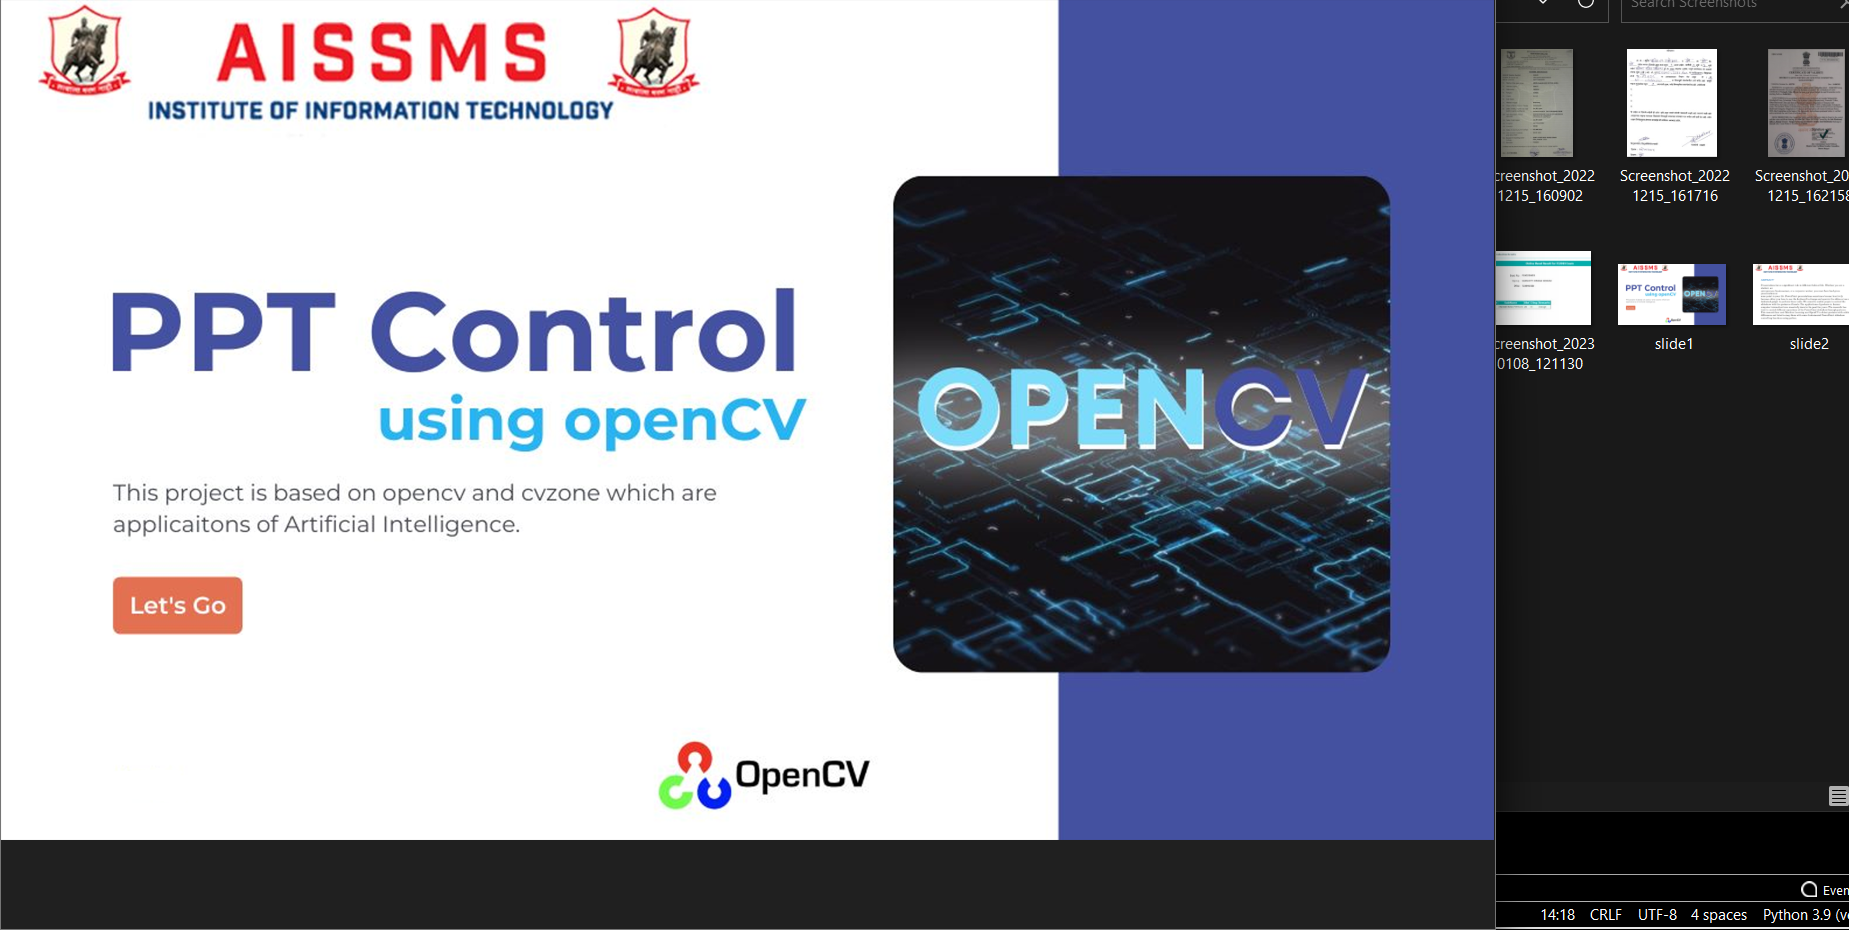 AISSMS
INSTITUTE OF INFORMATION TECHNOLOGY
PPT Control
using openCV
This project is based on opencv and cvzone which are
applicaitons of Artificial Intelligence.
Let's Go
OPENCV
OpenCV
Search Screenshots
creenshot_2022
1215_160902
Screenshot_2022
1215_161716
Screenshot_20
1215_162158
creenshot_2023
0108_121130
slide1
slide2
Even
14:18 CRLF UTF-8 4 spaces Python 3.9 (v